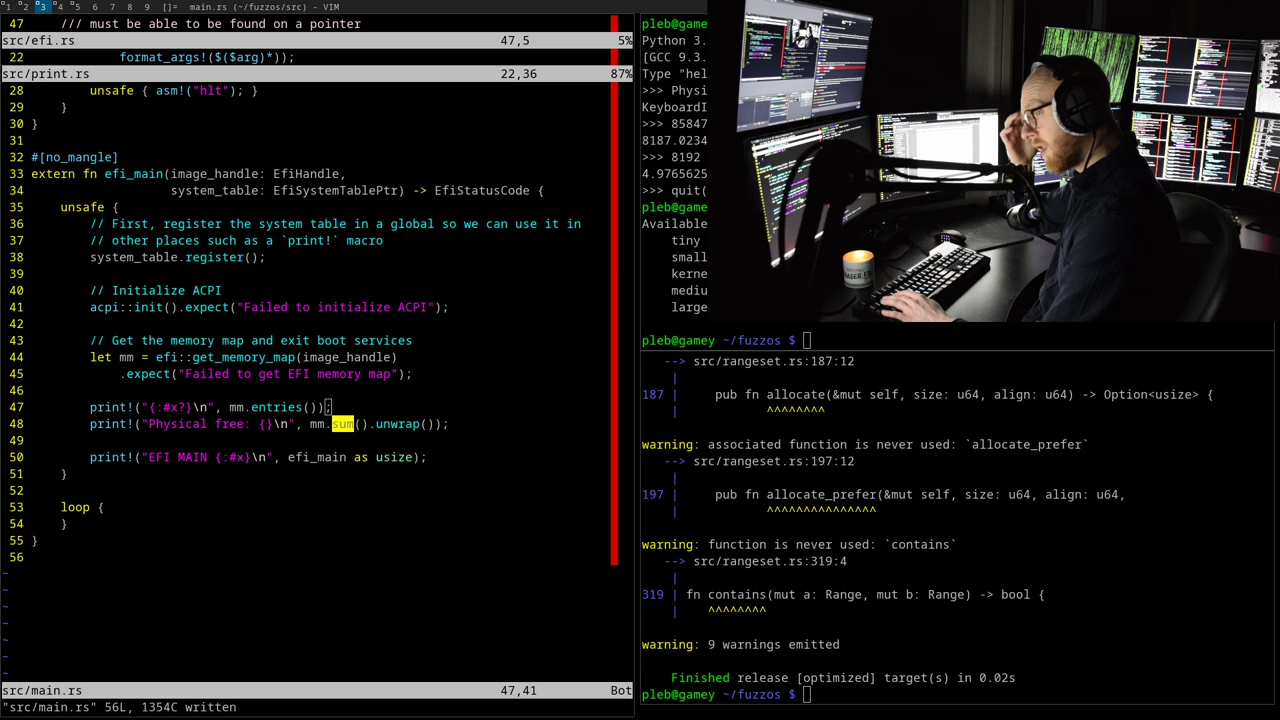 1 2 3 4 5 6 7 8 9 []= main.rs (~/fuzzos/src) - VIM
47 /// must be able to be found on a pointer
src/efi.rs 47,5 5%
22 format_args!($($arg)*));
src/print.rs 22,36 87%
28 unsafe { asm!("hlt"); }
29 }
30 }
31
32 #[no_mangle]
33 extern fn efi_main(image_handle: EfiHandle,
34 system_table: EfiSystemTablePtr) -> EfiStatusCode {
35 unsafe {
36 // First, register the system table in a global so we can use it in
37 // other places such as a `print!` macro
38 system_table.register();
39
40 // Initialize ACPI
41 acpi::init().expect("Failed to initialize ACPI");
42
43 // Get the memory map and exit boot services
44 let mm = efi::get_memory_map(image_handle)
45 .expect("Failed to get EFI memory map");
46
47 print!("{:#x?}\n", mm.entries());
48 print!("Physical free: {}\n", mm.sum().unwrap());
49
50 print!("EFI MAIN {:#x}\n", efi_main as usize);
51 }
52
53 loop {
54 }
55 }
56
~
~
~
~
~
~
~
src/main.rs 47,41 Bot
"src/main.rs" 56L, 1354C written
pleb@game
Python 3.
[GCC 9.3.
Type "hel
>>> Physi
KeyboardI
>>> 85847
8187.0234
>>> 8192
4.9765625
>>> quit(
pleb@game
Available
tiny
small
kerne
mediu
large
pleb@gamey ~/fuzzos $
--> src/rangeset.rs:187:12
|
187 | pub fn allocate(&mut self, size: u64, align: u64) -> Option<usize> {
| ^^^^^^^^
warning: associated function is never used: `allocate_prefer`
--> src/rangeset.rs:197:12
|
197 | pub fn allocate_prefer(&mut self, size: u64, align: u64,
| ^^^^^^^^^^^^^^^
warning: function is never used: `contains`
--> src/rangeset.rs:319:4
|
319 | fn contains(mut a: Range, mut b: Range) -> bool {
| ^^^^^^^^
warning: 9 warnings emitted
Finished release [optimized] target(s) in 0.02s
pleb@gamey ~/fuzzos $